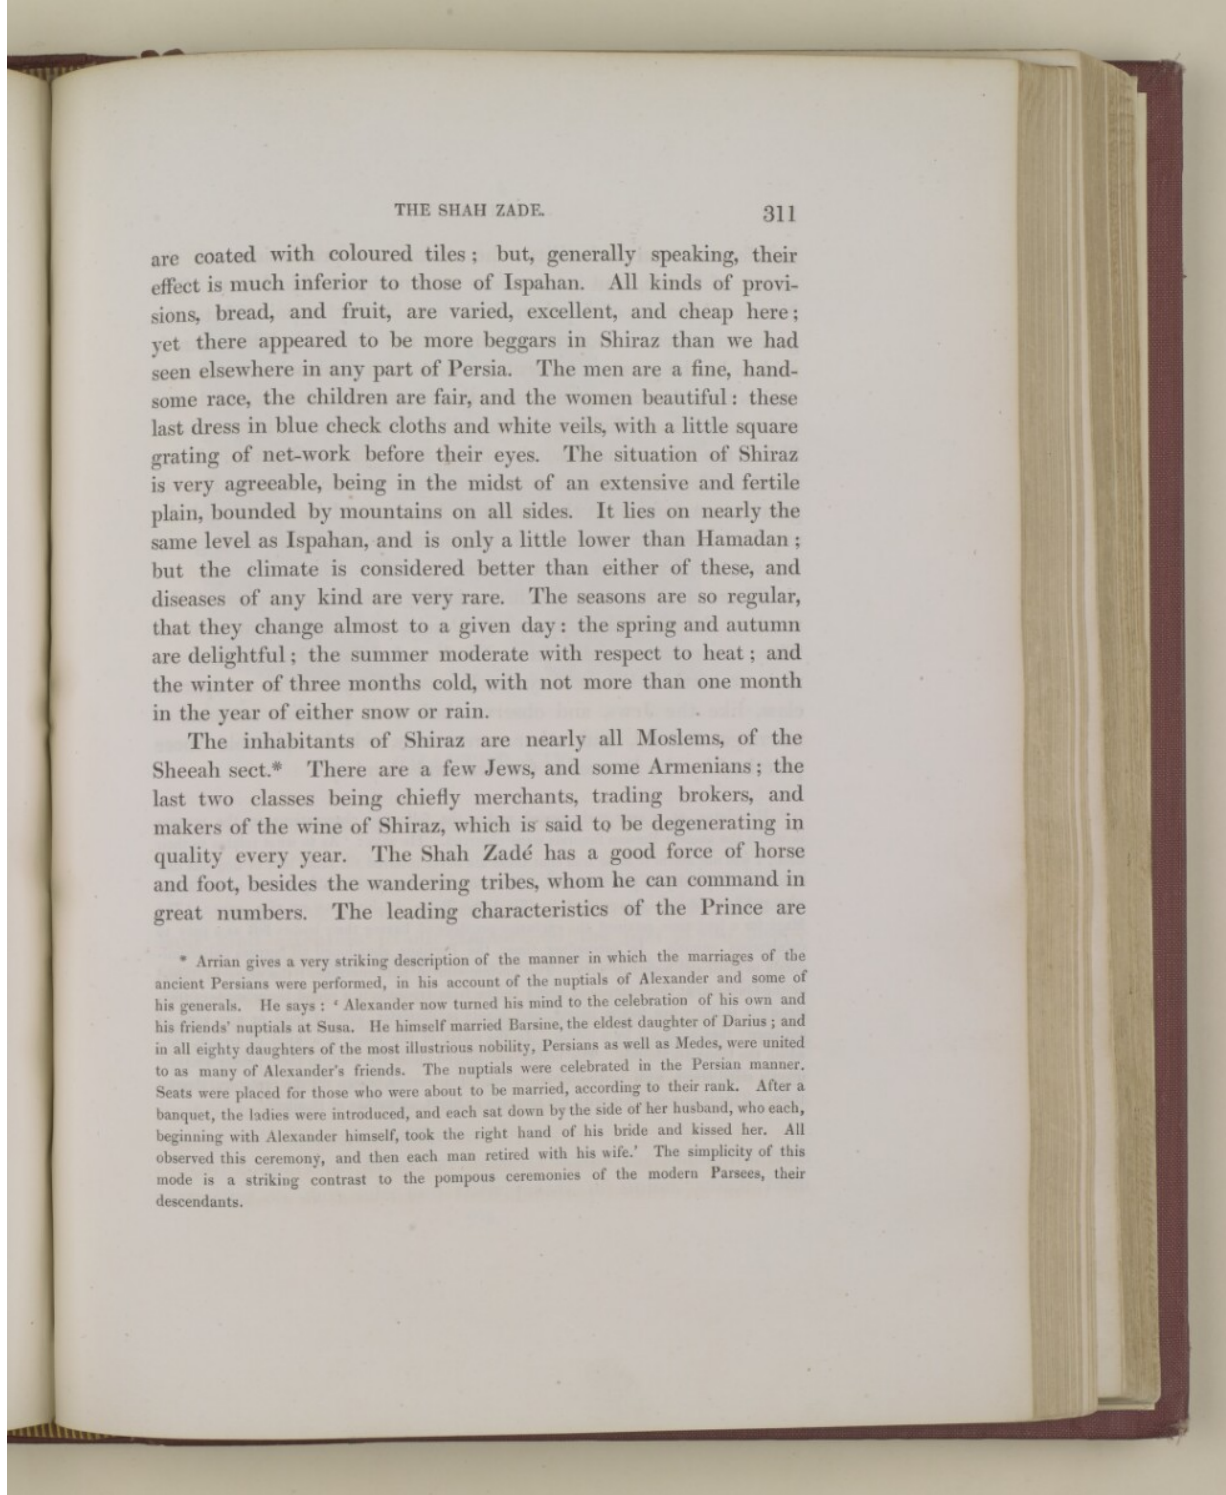 THE SHAH ZADE. 311
are coated with coloured tiles; but, generally speaking, their
effect is much inferior to those of Ispahan. All kinds of provi-
sions, bread, and fruit, are varied, excellent, and cheap here;
yet there appeared to be more beggars in Shiraz than we had
seen elsewhere in any part of Persia. The men are a fine, hand-
some race, the children are fair, and the women beautiful: these
last dress in blue check cloths and white veils, with a little square
grating of net-work before their eyes. The situation of Shiraz
is very agreeable, being in the midst of an extensive and fertile
plain, bounded by mountains on all sides. It lies on nearly the
same level as Ispahan, and is only a little lower than Hamadan;
but the climate is considered better than either of these, and
diseases of any kind are very rare. The seasons are so regular,
that they change almost to a given day: the spring and autumn
are delightful; the summer moderate with respect to heat; and
the winter of three months cold, with not more than one month
in the year of either snow or rain.
The inhabitants of Shiraz are nearly all Moslems, of the
Sheeah sect.* There are a few Jews, and some Armenians; the
last two classes being chiefly merchants, trading brokers, and
makers of the wine of Shiraz, which is said to be degenerating in
quality every year. The Shah Zadé has a good force of horse
and foot, besides the wandering tribes, whom he can command in
great numbers. The leading characteristics of the Prince are
* Arrian gives a very striking description of the manner in which the marriages of the
ancient Persians were performed, in his account of the nuptials of Alexander and some of
his generals. He says: ‘Alexander now turned his mind to the celebration of his own and
his friends’ nuptials at Susa. He himself married Barsine, the eldest daughter of Darius; and
in all eighty daughters of the most illustrious nobility, Persians as well as Medes, were united
to as many of Alexander’s friends. The nuptials were celebrated in the Persian manner.
Seats were placed for those who were about to be married, according to their rank. After a
banquet, the ladies were introduced, and each sat down by the side of her husband, who each,
beginning with Alexander himself, took the right hand of his bride and kissed her. All
observed this ceremony, and then each man retired with his wife.’ The simplicity of this
mode is a striking contrast to the pompous ceremonies of the modern Parsees, their
descendants.